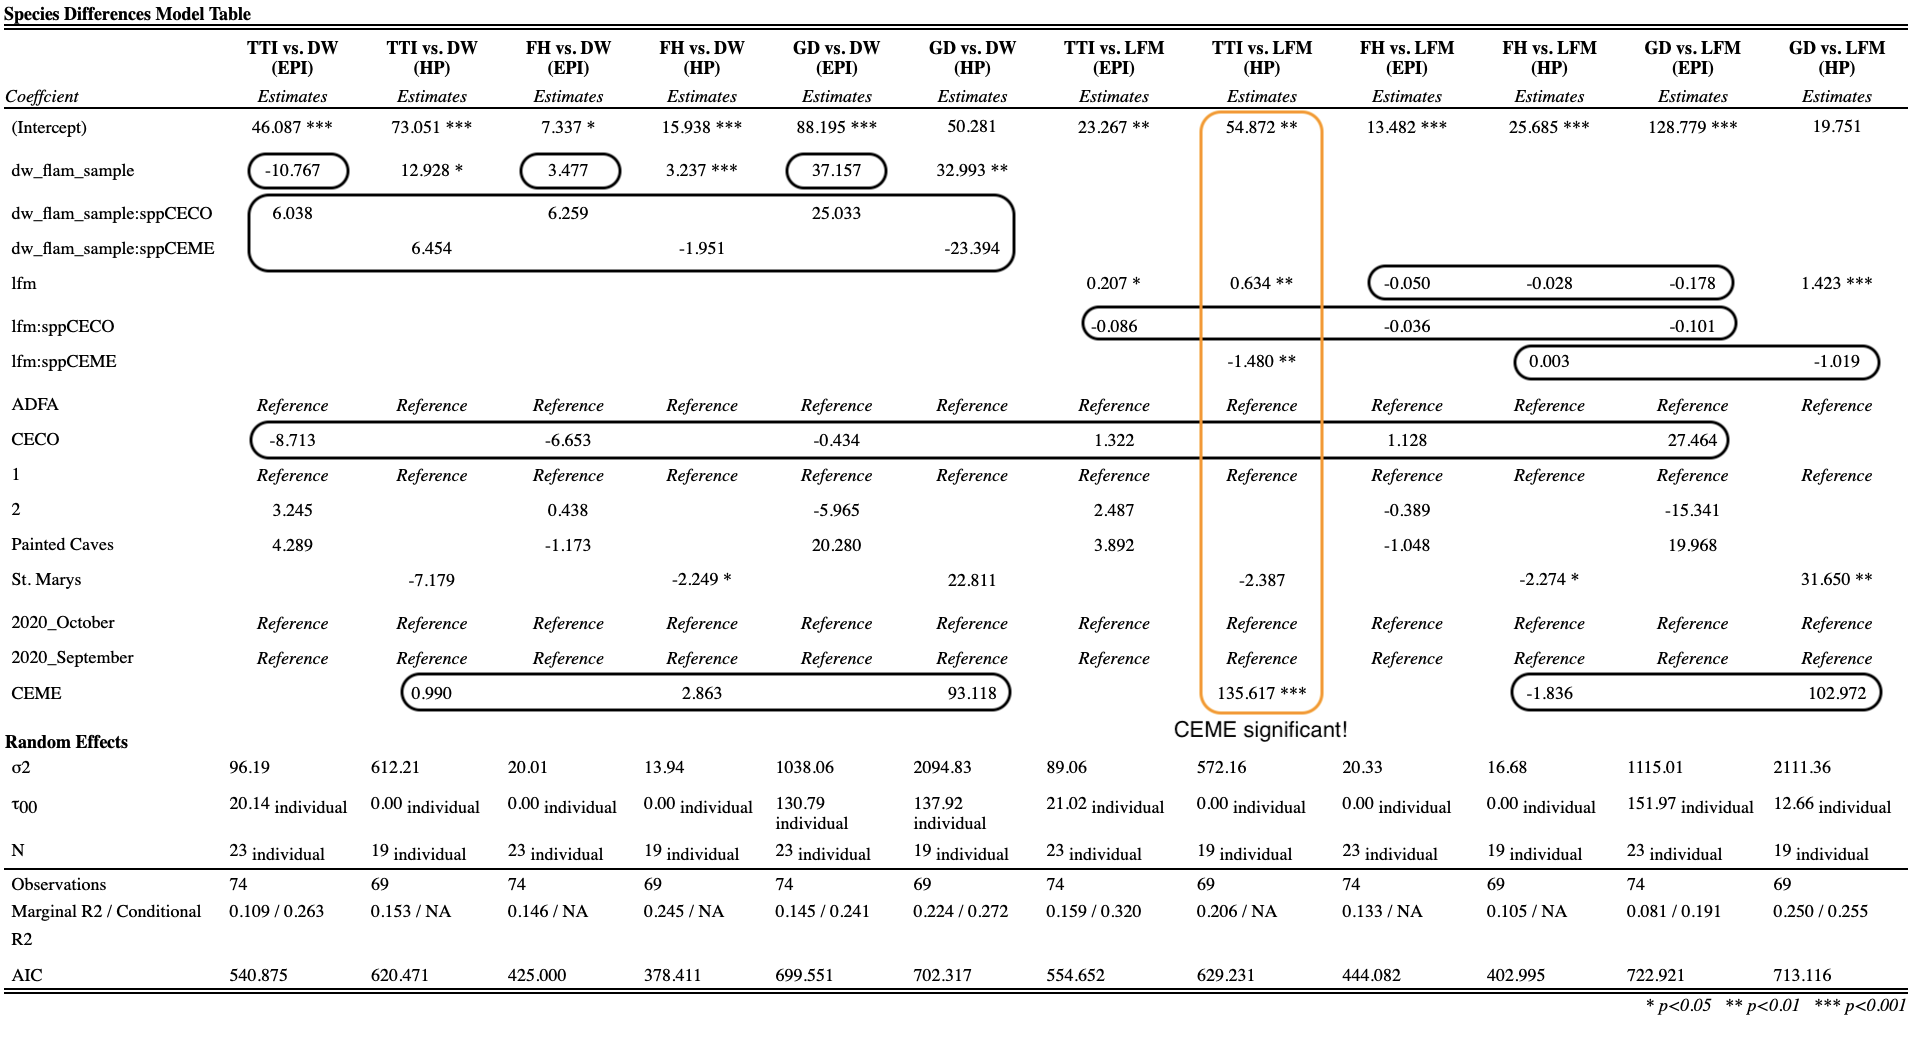 Species Differences Model Table
TTI vs. DW (EPI) TTI vs. DW (HP) FH vs. DW (EPI) FH vs. DW (HP) GD vs. DW (EPI) GD vs. DW (HP) TTI vs. LFM (EPI) TTI vs. LFM (HP) FH vs. LFM (EPI) FH vs. LFM (HP) GD vs. LFM (EPI) GD vs. LFM (HP)
Coeffcient Estimates Estimates Estimates Estimates Estimates Estimates Estimates Estimates Estimates Estimates Estimates Estimates
(Intercept) 46.087 *** 73.051 *** 7.337 * 15.938 *** 88.195 *** 50.281 23.267 ** 54.872 ** 13.482 *** 25.685 *** 128.779 *** 19.751
dw_flam_sample -10.767 12.928 * 3.477 3.237 *** 37.157 32.993 **
dw_flam_sample:sppCECO 6.038 6.259 25.033
dw_flam_sample:sppCEME 6.454 -1.951 -23.394
lfm 0.207 * 0.634 ** -0.050 -0.028 -0.178 1.423 ***
lfm:sppCECO -0.086 -0.036 -0.101
lfm:sppCEME -1.480 ** 0.003 -1.019
ADFA Reference Reference Reference Reference Reference Reference Reference Reference Reference Reference Reference Reference
CECO -8.713 -6.653 -0.434 1.322 1.128 27.464
1 Reference Reference Reference Reference Reference Reference Reference Reference Reference Reference Reference Reference
2 3.245 0.438 -5.965 2.487 -0.389 -15.341
Painted Caves 4.289 -1.173 20.280 3.892 -1.048 19.968
St. Marys -7.179 -2.249 * 22.811 -2.387 -2.274 * 31.650 **
2020_October Reference Reference Reference Reference Reference Reference Reference Reference Reference Reference Reference Reference
2020_September Reference Reference Reference Reference Reference Reference Reference Reference Reference Reference Reference Reference
CEME 0.990 2.863 93.118 135.617 *** -1.836 102.972
CEME significant!
Random Effects
σ2 96.19 612.21 20.01 13.94 1038.06 2094.83 89.06 572.16 20.33 16.68 1115.01 2111.36
τ00 20.14 individual 0.00 individual 0.00 individual 0.00 individual 130.79 individual 137.92 individual 21.02 individual 0.00 individual 0.00 individual 0.00 individual 151.97 individual 12.66 individual
N 23 individual 19 individual 23 individual 19 individual 23 individual 19 individual 23 individual 19 individual 23 individual 19 individual 23 individual 19 individual
Observations 74 69 74 69 74 69 74 69 74 69 74 69
Marginal R2 / Conditional R2 0.109 / 0.263 0.153 / NA 0.146 / NA 0.245 / NA 0.145 / 0.241 0.224 / 0.272 0.159 / 0.320 0.206 / NA 0.133 / NA 0.105 / NA 0.081 / 0.191 0.250 / 0.255
AIC 540.875 620.471 425.000 378.411 699.551 702.317 554.652 629.231 444.082 402.995 722.921 713.116
* p<0.05 ** p<0.01 *** p<0.001